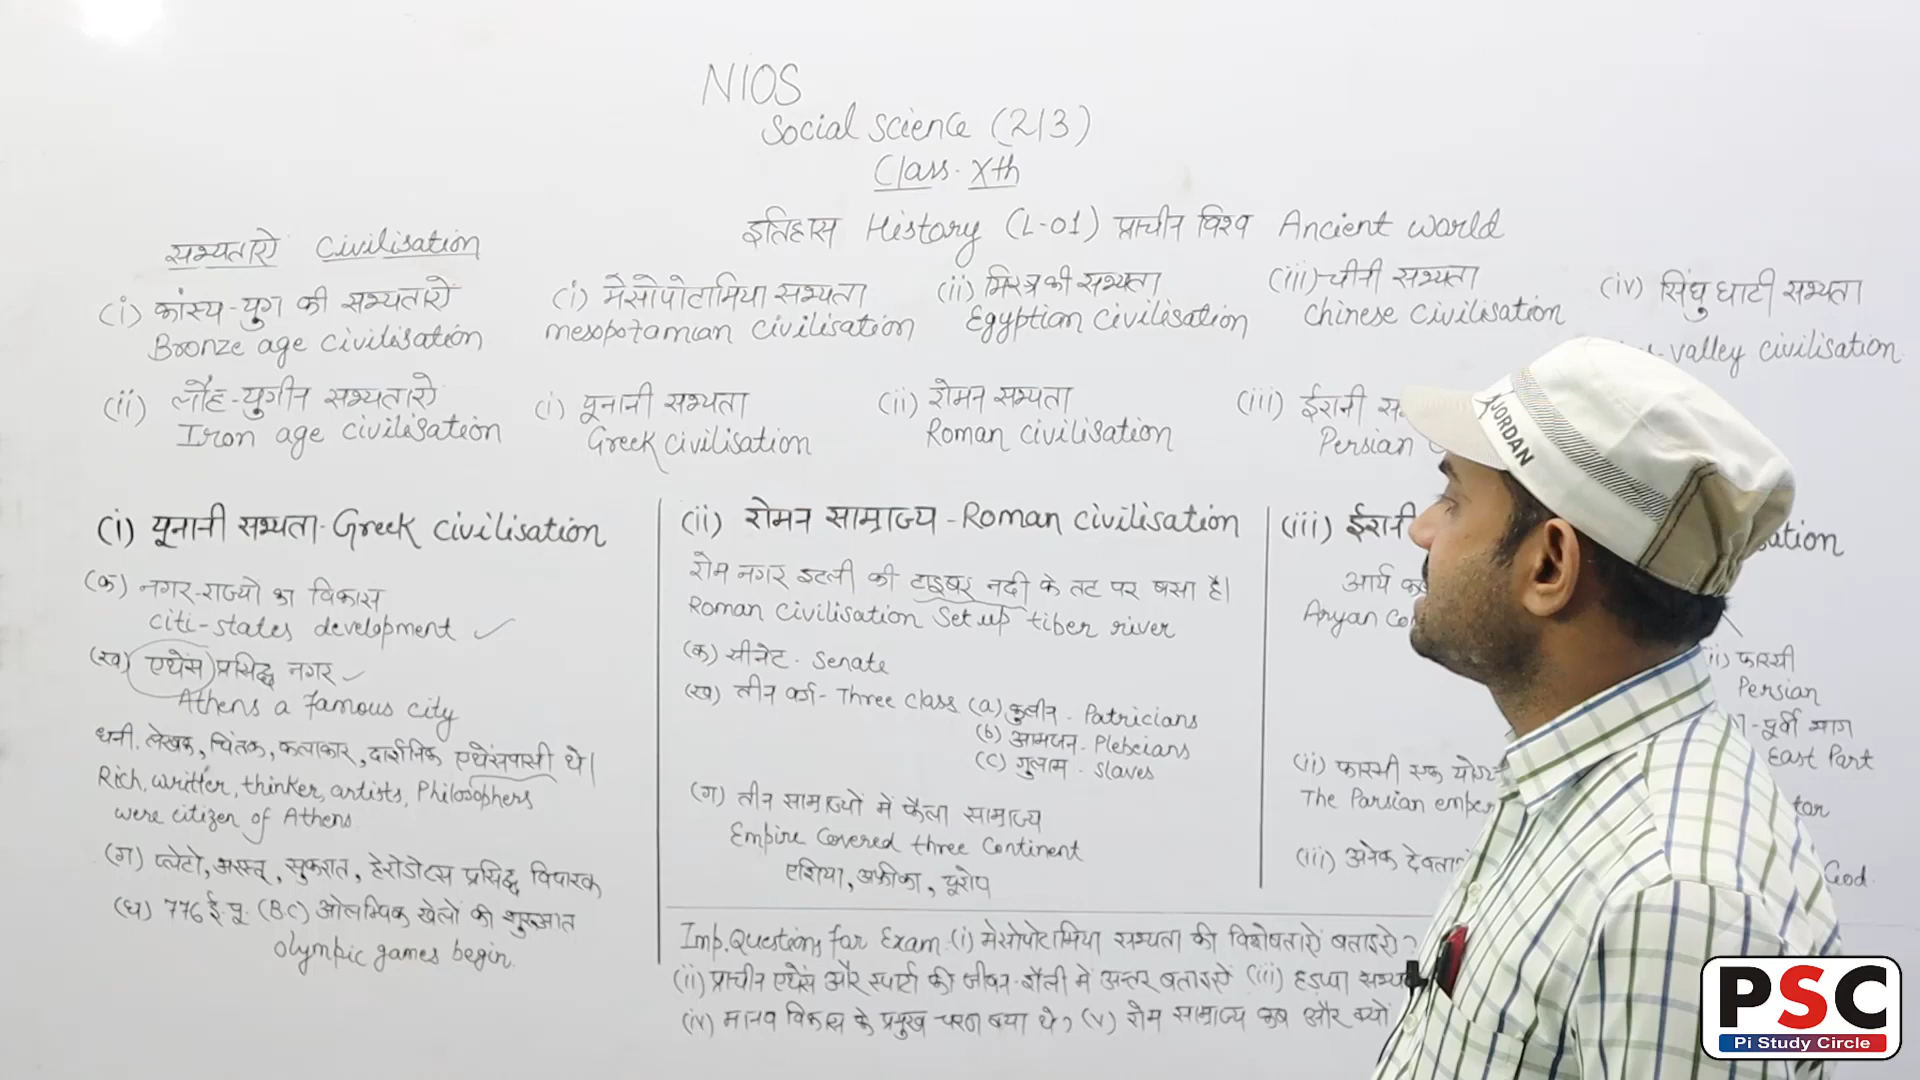 NIOS
Social Science (213)
Class. Xth
इतिहास History (L-01) प्राचीन विश्व Ancient World
सभ्यताऐ Civilisation
(i) कांस्य-युग की सभ्यताऐं
Bronze age civilisation
(i) मेसोपोटामिया सभ्यता
mesopotamian civilisation
(ii) मिस्त्र की सभ्यता
Egyptian civilisation
(iii) चीनी सभ्यता
Chinese Civilisation
(iv) सिंधु घाटी सभ्यता
valley civilisation
(ii) लौह-युगीन सभ्यताऐ
Iron age civilisation
(i) यूनानी सभ्यता
Greek civilisation
(ii) रोमन सभ्यता
Roman civilisation
(iii) ईरानी
Persian
(i) यूनानी सभ्यता-Greek civilisation
(क) नगर-राज्यो का विकास
citi-states development
(ख) एथेंस प्रसिद्ध नगर
Athens a famous city
धनी, लेखक, चिंतक, कलाकार, दार्शनिक एथेंसवासी थे।
Rich, writter, thinker, artists, Philosophers
were citizen of Athens
(ग) प्लेटो, अरस्तू, सुकरात, हेरोडोटस प्रसिद्ध विचारक
(घ) 776 ई.पू. (BC) ओलम्पिक खेलों की शुरुआत
olympic games begin.
(ii) रोमन साम्राज्य-Roman civilisation
रोम नगर इटली की टाइबर नदी के तट पर बसा है।
Roman Civilisation Set up tiber river
(क) सीनेट - Senate
(ख) तीन वर्ग - Three Class (a) कुलीन - Patricians
(b) आमजन - Plebeians
(c) गुलाम - Slaves
(ग) तीन साम्राज्यों में फैला साम्राज्य
Empire Covered three Continent
एशिया, अफ्रीका, यूरोप
(iii) ईरानी
आर्य
Aryan
(ii) फारसी
Persian
पूर्वी भाग
East Part
(ii) फारसी एक
The Parsian
(iii) अनेक
God.
Imp. Questions for Exam (i) मेसोपोटामिया सभ्यता की विशेषताऐं बताइऐ?
(ii) प्राचीन एथेंस और स्पार्टा की जीवन-शैली मे अन्तर बताइऐ (iii) हडप्पा
(iv) मानव विकास के प्रमुख चरण क्या थे? (v) रोम साम्राज्य कब और क्यों
JORDAN
PSC
Pi Study Circle